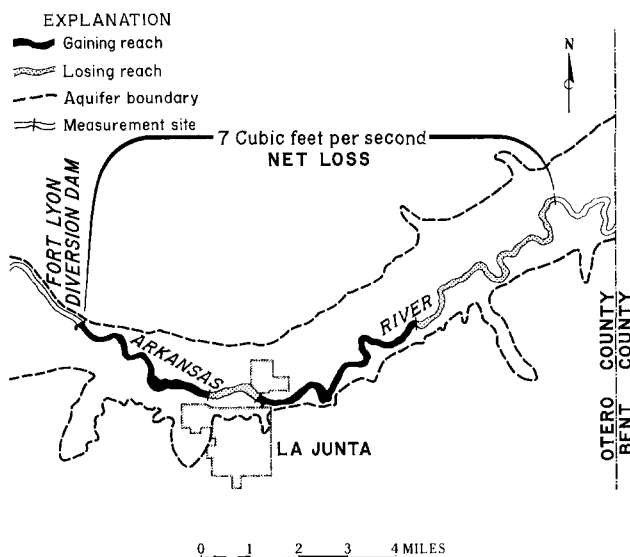 EXPLANATION
Gaining reach
Losing reach
Aquifer boundary
Measurement site
N
7 Cubic feet per second
NET LOSS
FORT LYON
DIVERSION DAM
ARKANSAS
RIVER
LA JUNTA
OTERO COUNTY
BENT COUNTY
0 1 2 3 4 MILES